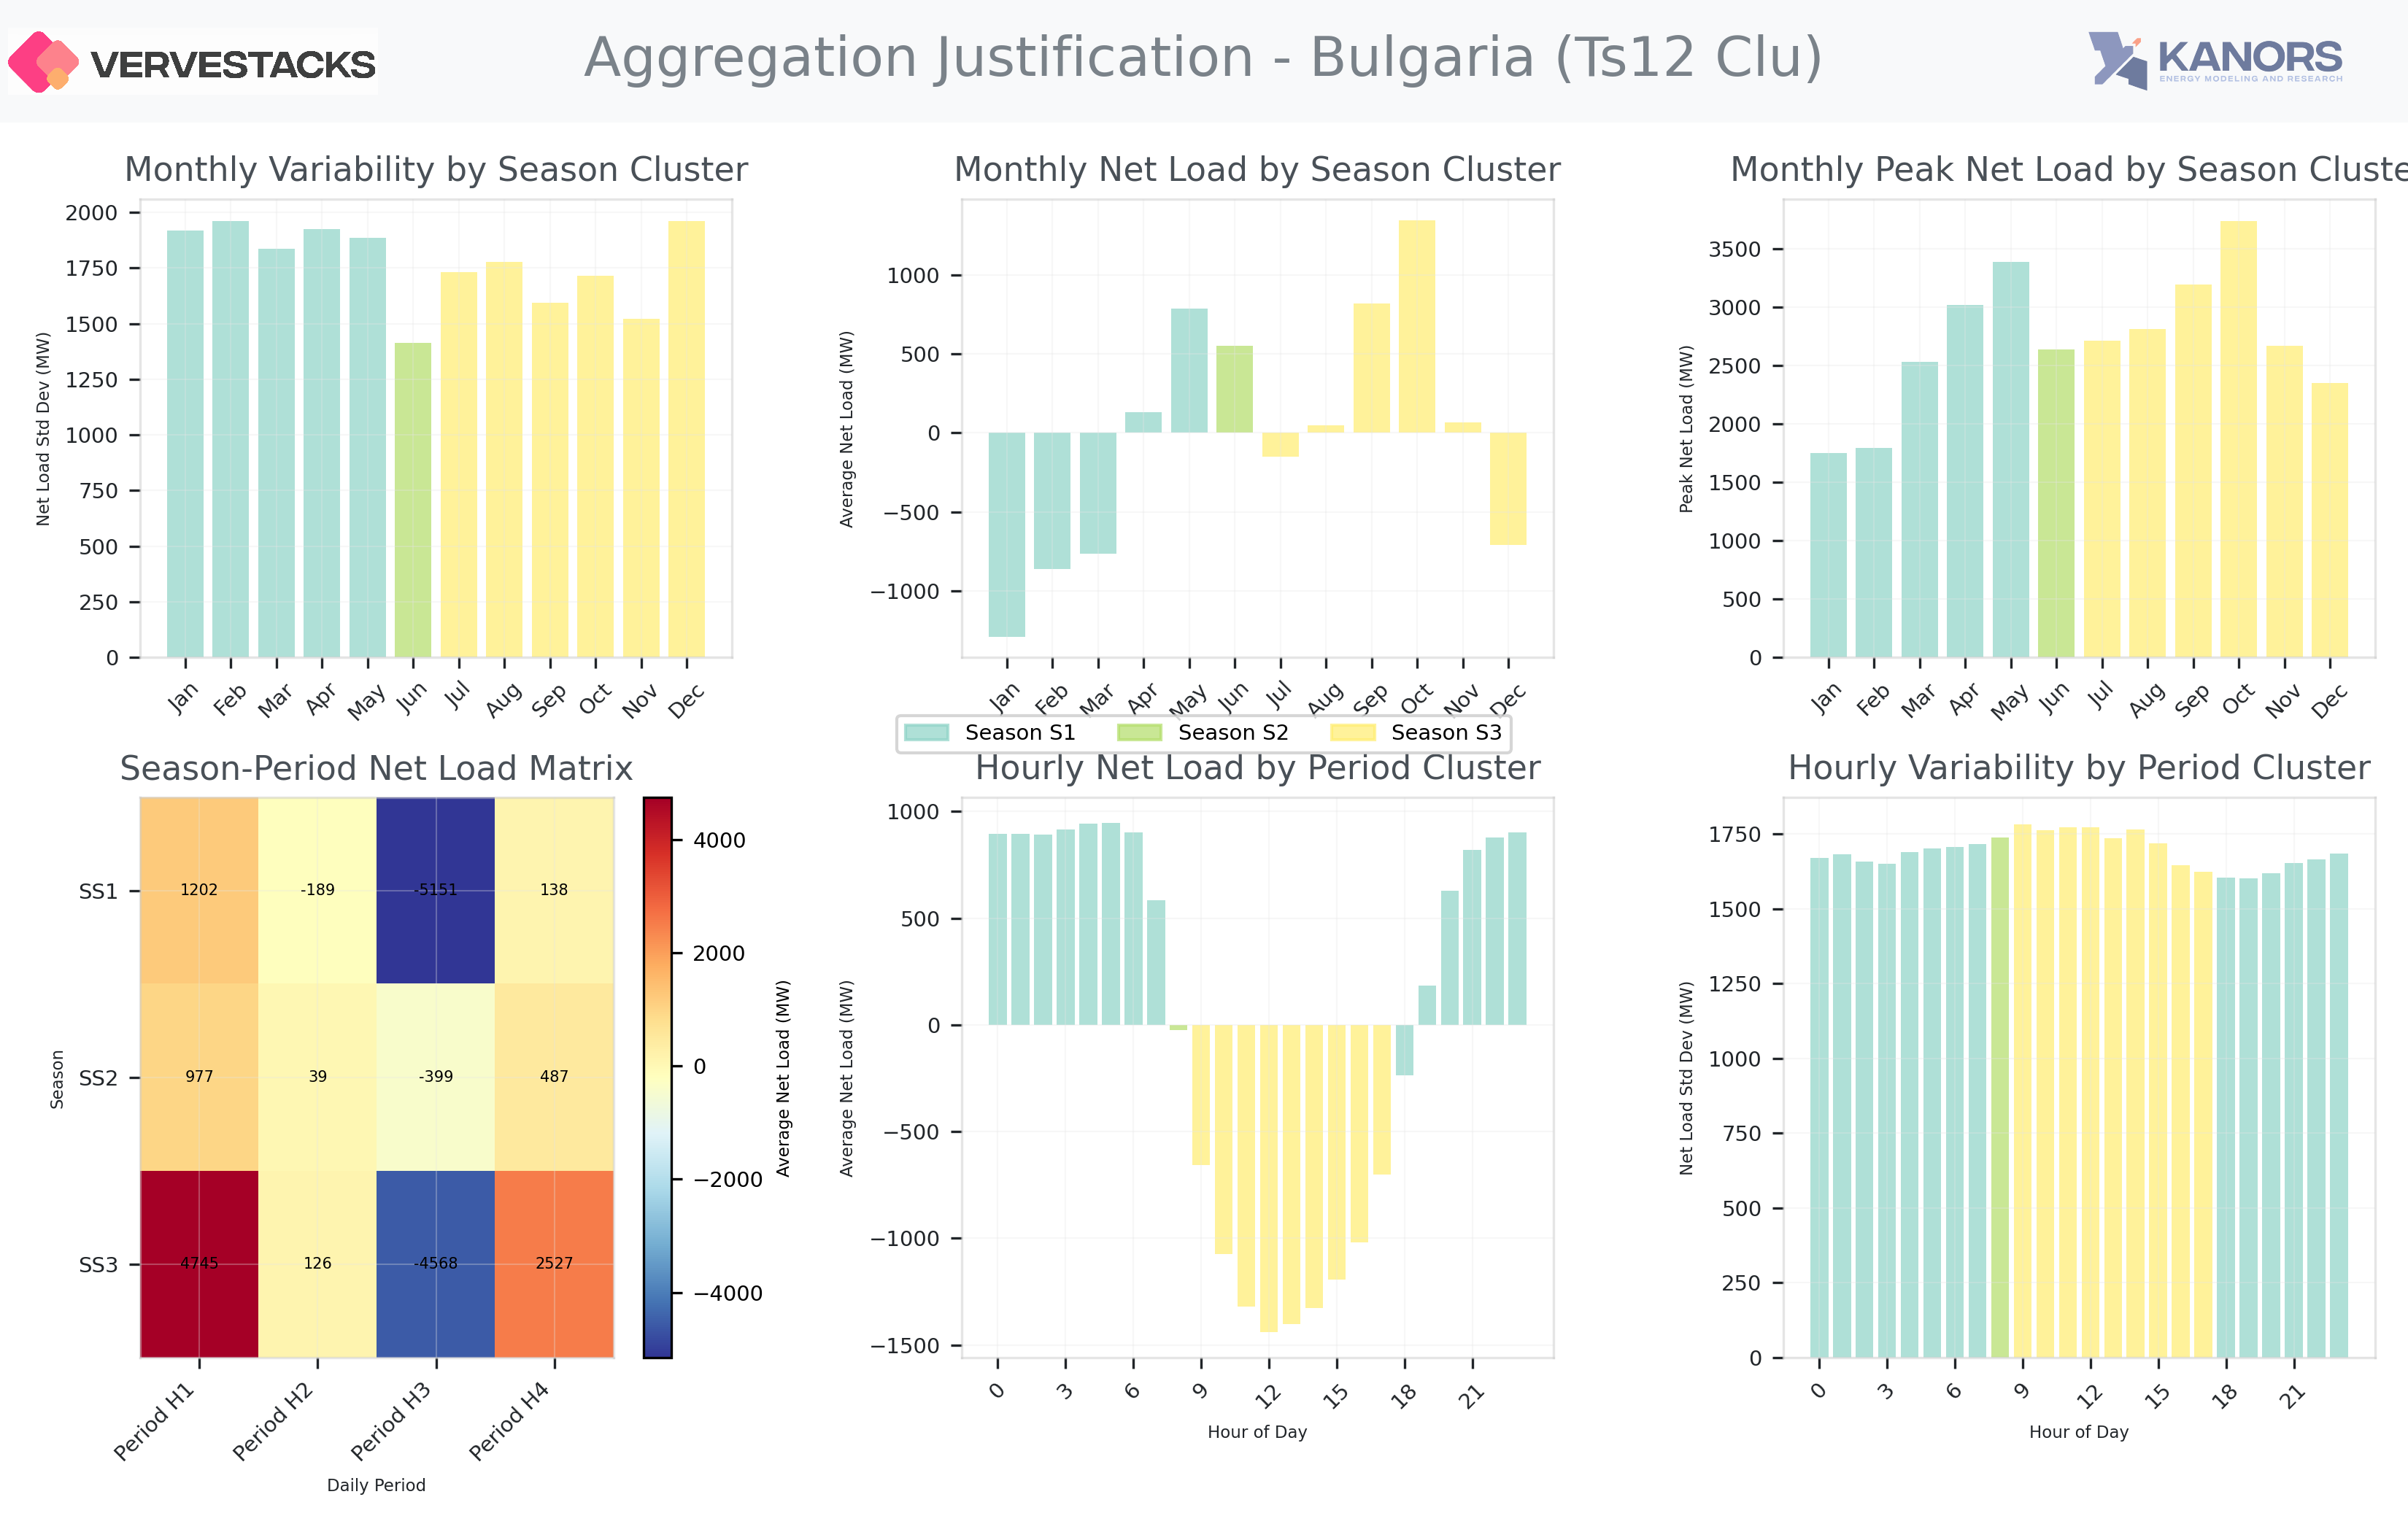 VERVESTACKS
Aggregation Justification - Bulgaria (Ts12 Clu)
KANORS
ENERGY MODELING AND RESEARCH
Monthly Variability by Season Cluster
Net Load Std Dev (MW)
2000
1750
1500
1250
1000
750
500
250
0
Jan
Feb
Mar
Apr
May
Jun
Jul
Aug
Sep
Oct
Nov
Dec
Monthly Net Load by Season Cluster
Average Net Load (MW)
1000
500
0
−500
−1000
Jan
Feb
Mar
Apr
May
Jun
Jul
Aug
Sep
Oct
Nov
Dec
Monthly Peak Net Load by Season Cluste
Peak Net Load (MW)
3500
3000
2500
2000
1500
1000
500
0
Jan
Feb
Mar
Apr
May
Jun
Jul
Aug
Sep
Oct
Nov
Dec
Season S1
Season S2
Season S3
Season-Period Net Load Matrix
Season
SS1
1202
-189
-5151
138
SS2
977
39
-399
487
SS3
4745
126
-4568
2527
Period H1
Period H2
Period H3
Period H4
Daily Period
4000
2000
0
−2000
−4000
Average Net Load (MW)
Hourly Net Load by Period Cluster
Average Net Load (MW)
1000
500
0
−500
−1000
−1500
0
3
6
9
12
15
18
21
Hour of Day
Hourly Variability by Period Cluster
Net Load Std Dev (MW)
1750
1500
1250
1000
750
500
250
0
0
3
6
9
12
15
18
21
Hour of Day